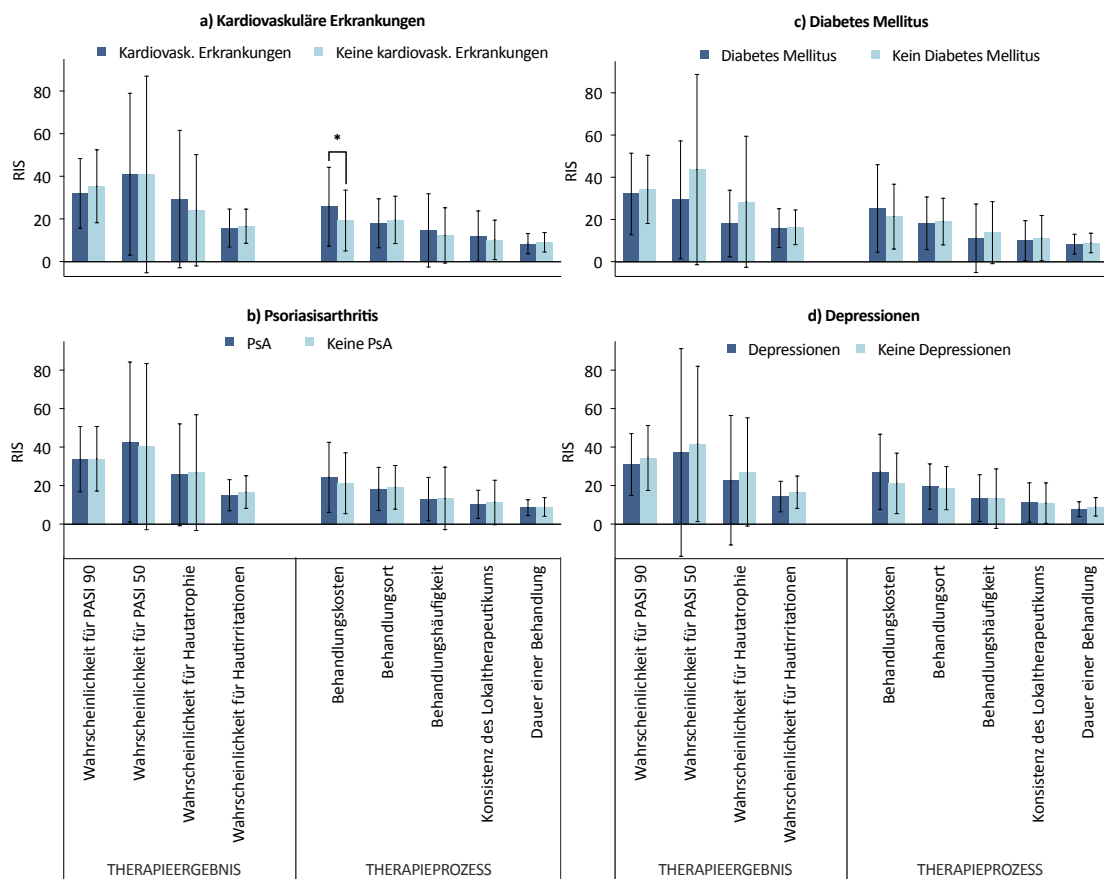 a) Kardiovaskuläre Erkrankungen
Kardiovask. Erkrankungen
Keine kardiovask. Erkrankungen
RIS
80
60
40
20
0
*
b) Psoriasisarthritis
PsA
Keine PsA
RIS
80
60
40
20
0
Wahrscheinlichkeit für PASI 90
Wahrscheinlichkeit für PASI 50
Wahrscheinlichkeit für Hautatrophie
Wahrscheinlichkeit für Hautirritationen
Behandlungskosten
Behandlungsort
Behandlungshäufigkeit
Konsistenz des Lokaltherapeutikums
Dauer einer Behandlung
THERAPIEERGEBNIS
THERAPIEPROZESS
c) Diabetes Mellitus
Diabetes Mellitus
Kein Diabetes Mellitus
RIS
80
60
40
20
0
d) Depressionen
Depressionen
Keine Depressionen
RIS
80
60
40
20
0
Wahrscheinlichkeit für PASI 90
Wahrscheinlichkeit für PASI 50
Wahrscheinlichkeit für Hautatrophie
Wahrscheinlichkeit für Hautirritationen
Behandlungskosten
Behandlungsort
Behandlungshäufigkeit
Konsistenz des Lokaltherapeutikums
Dauer einer Behandlung
THERAPIEERGEBNIS
THERAPIEPROZESS